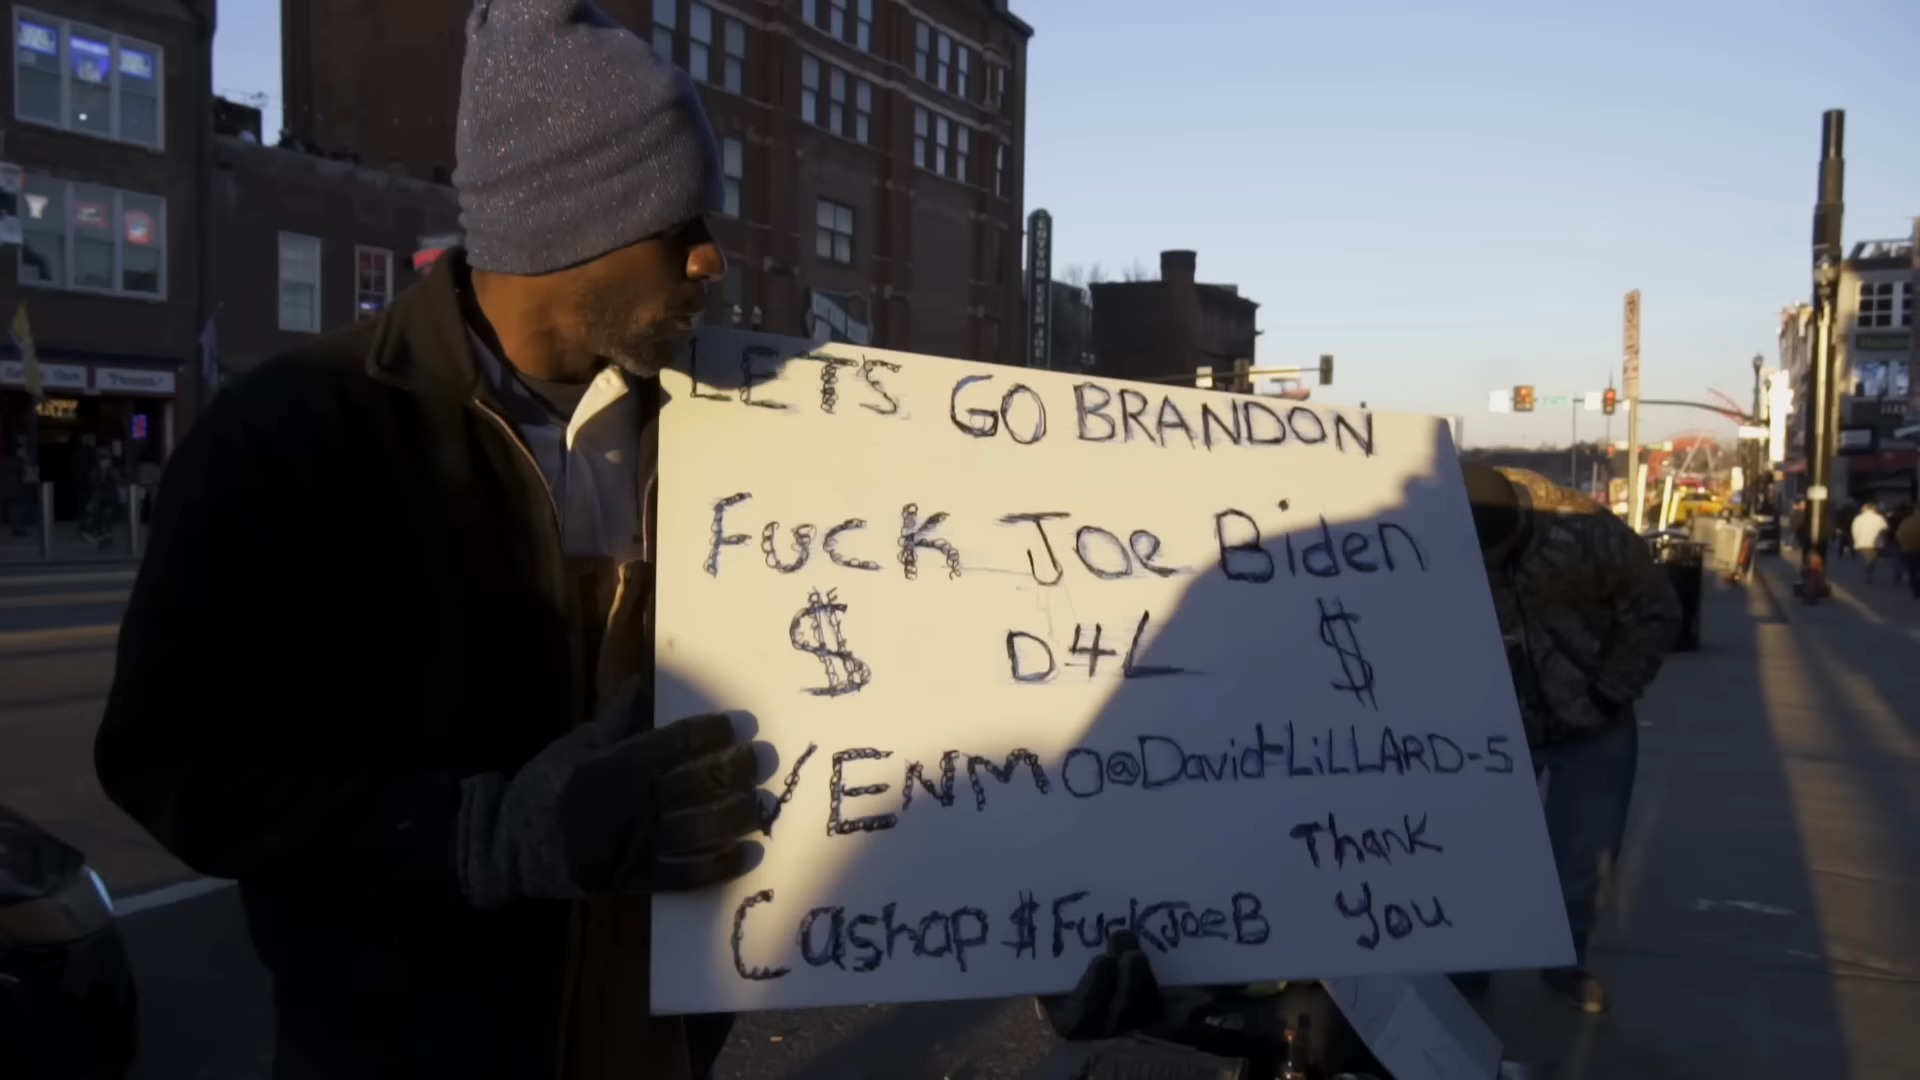 LETS GO BRANDON
FUCK JOe Biden
$ D4L $
VENMO@David-LiLLARD-5
Thank
Cashap $FuckJoeB You